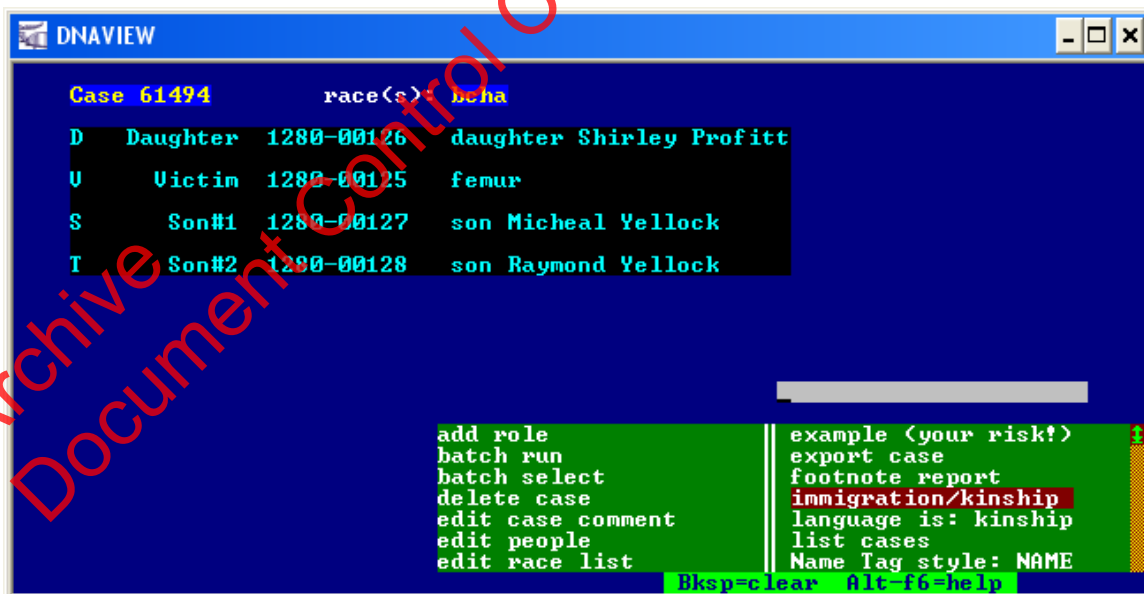 DNAVIEW
Case 61494 race(s): bcha
D Daughter 1280-00126 daughter Shirley Profitt
V Victim 1280-00125 femur
S Son#1 1280-00127 son Micheal Yellock
T Son#2 1280-00128 son Raymond Yellock
add role
batch run
batch select
delete case
edit case comment
edit people
edit race list
example (your risk!)
export case
footnote report
immigration/kinship
language is: kinship
list cases
Name Tag style: NAME
Bksp=clear Alt-f6=help
Archive
Document Control